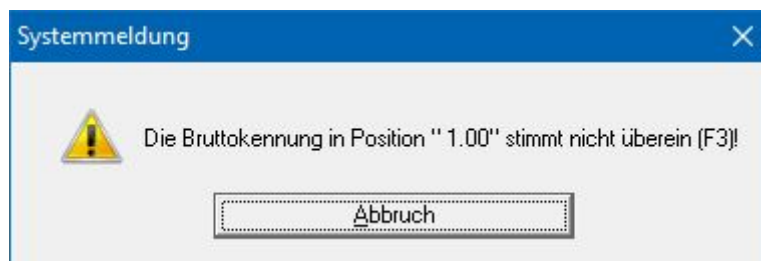 Systemmeldung
Die Bruttokennung in Position " 1.00" stimmt nicht überein (F3)!
Abbruch